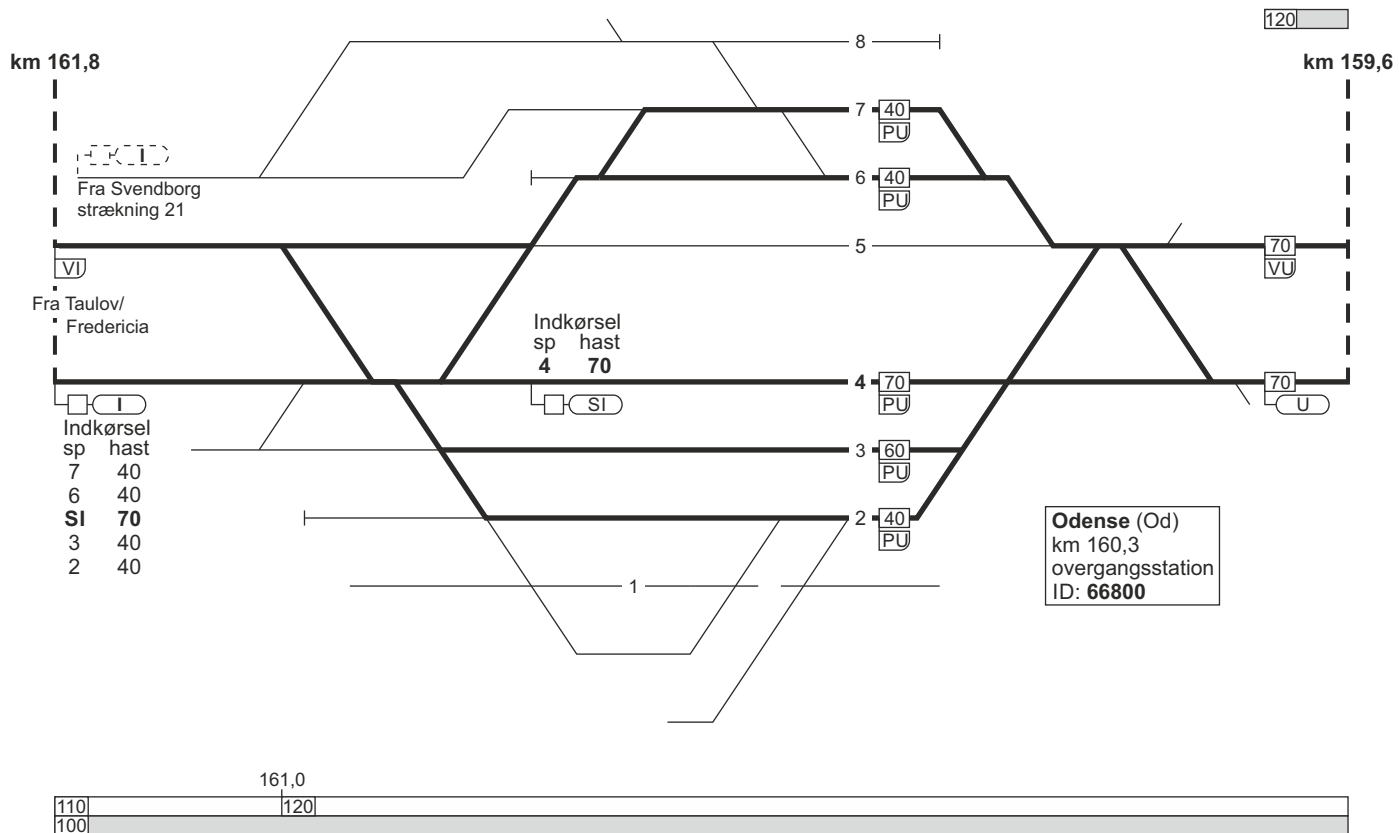 120
km 161,8
km 159,6
8
7 40
PU
I
Fra Svendborg
strækning 21
6 40
PU
5
70
VI
VU
Fra Taulov/
Fredericia
Indkørsel
sp hast
4 70
4 70
PU
70
I
SI
U
Indkørsel
sp hast
7 40
6 40
SI 70
3 40
2 40
3 60
PU
2 40
PU
Odense (Od)
km 160,3
overgangsstation
ID: 66800
1
161,0
110
120
100